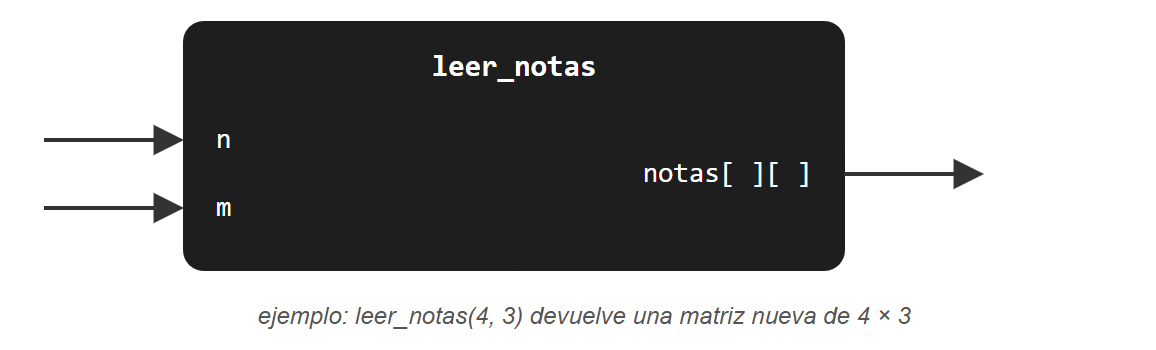 leer_notas
n
notas[ ][ ]
m
ejemplo: leer_notas(4, 3) devuelve una matriz nueva de 4 × 3